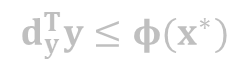 d_y^T y ≤ ϕ(x*)